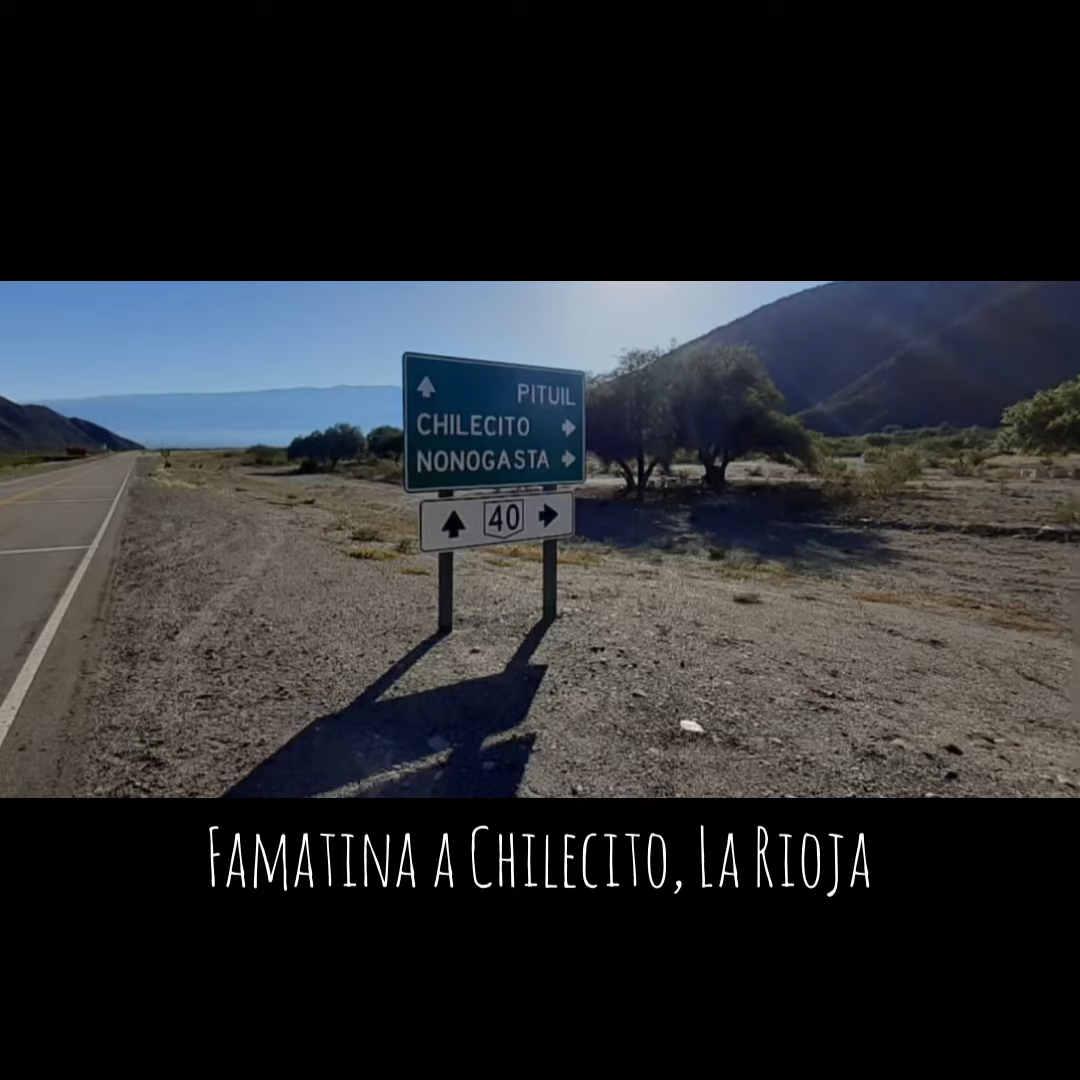 PITUIL
CHILECITO
NONOGASTA
40
Famatina a Chilecito, La Rioja